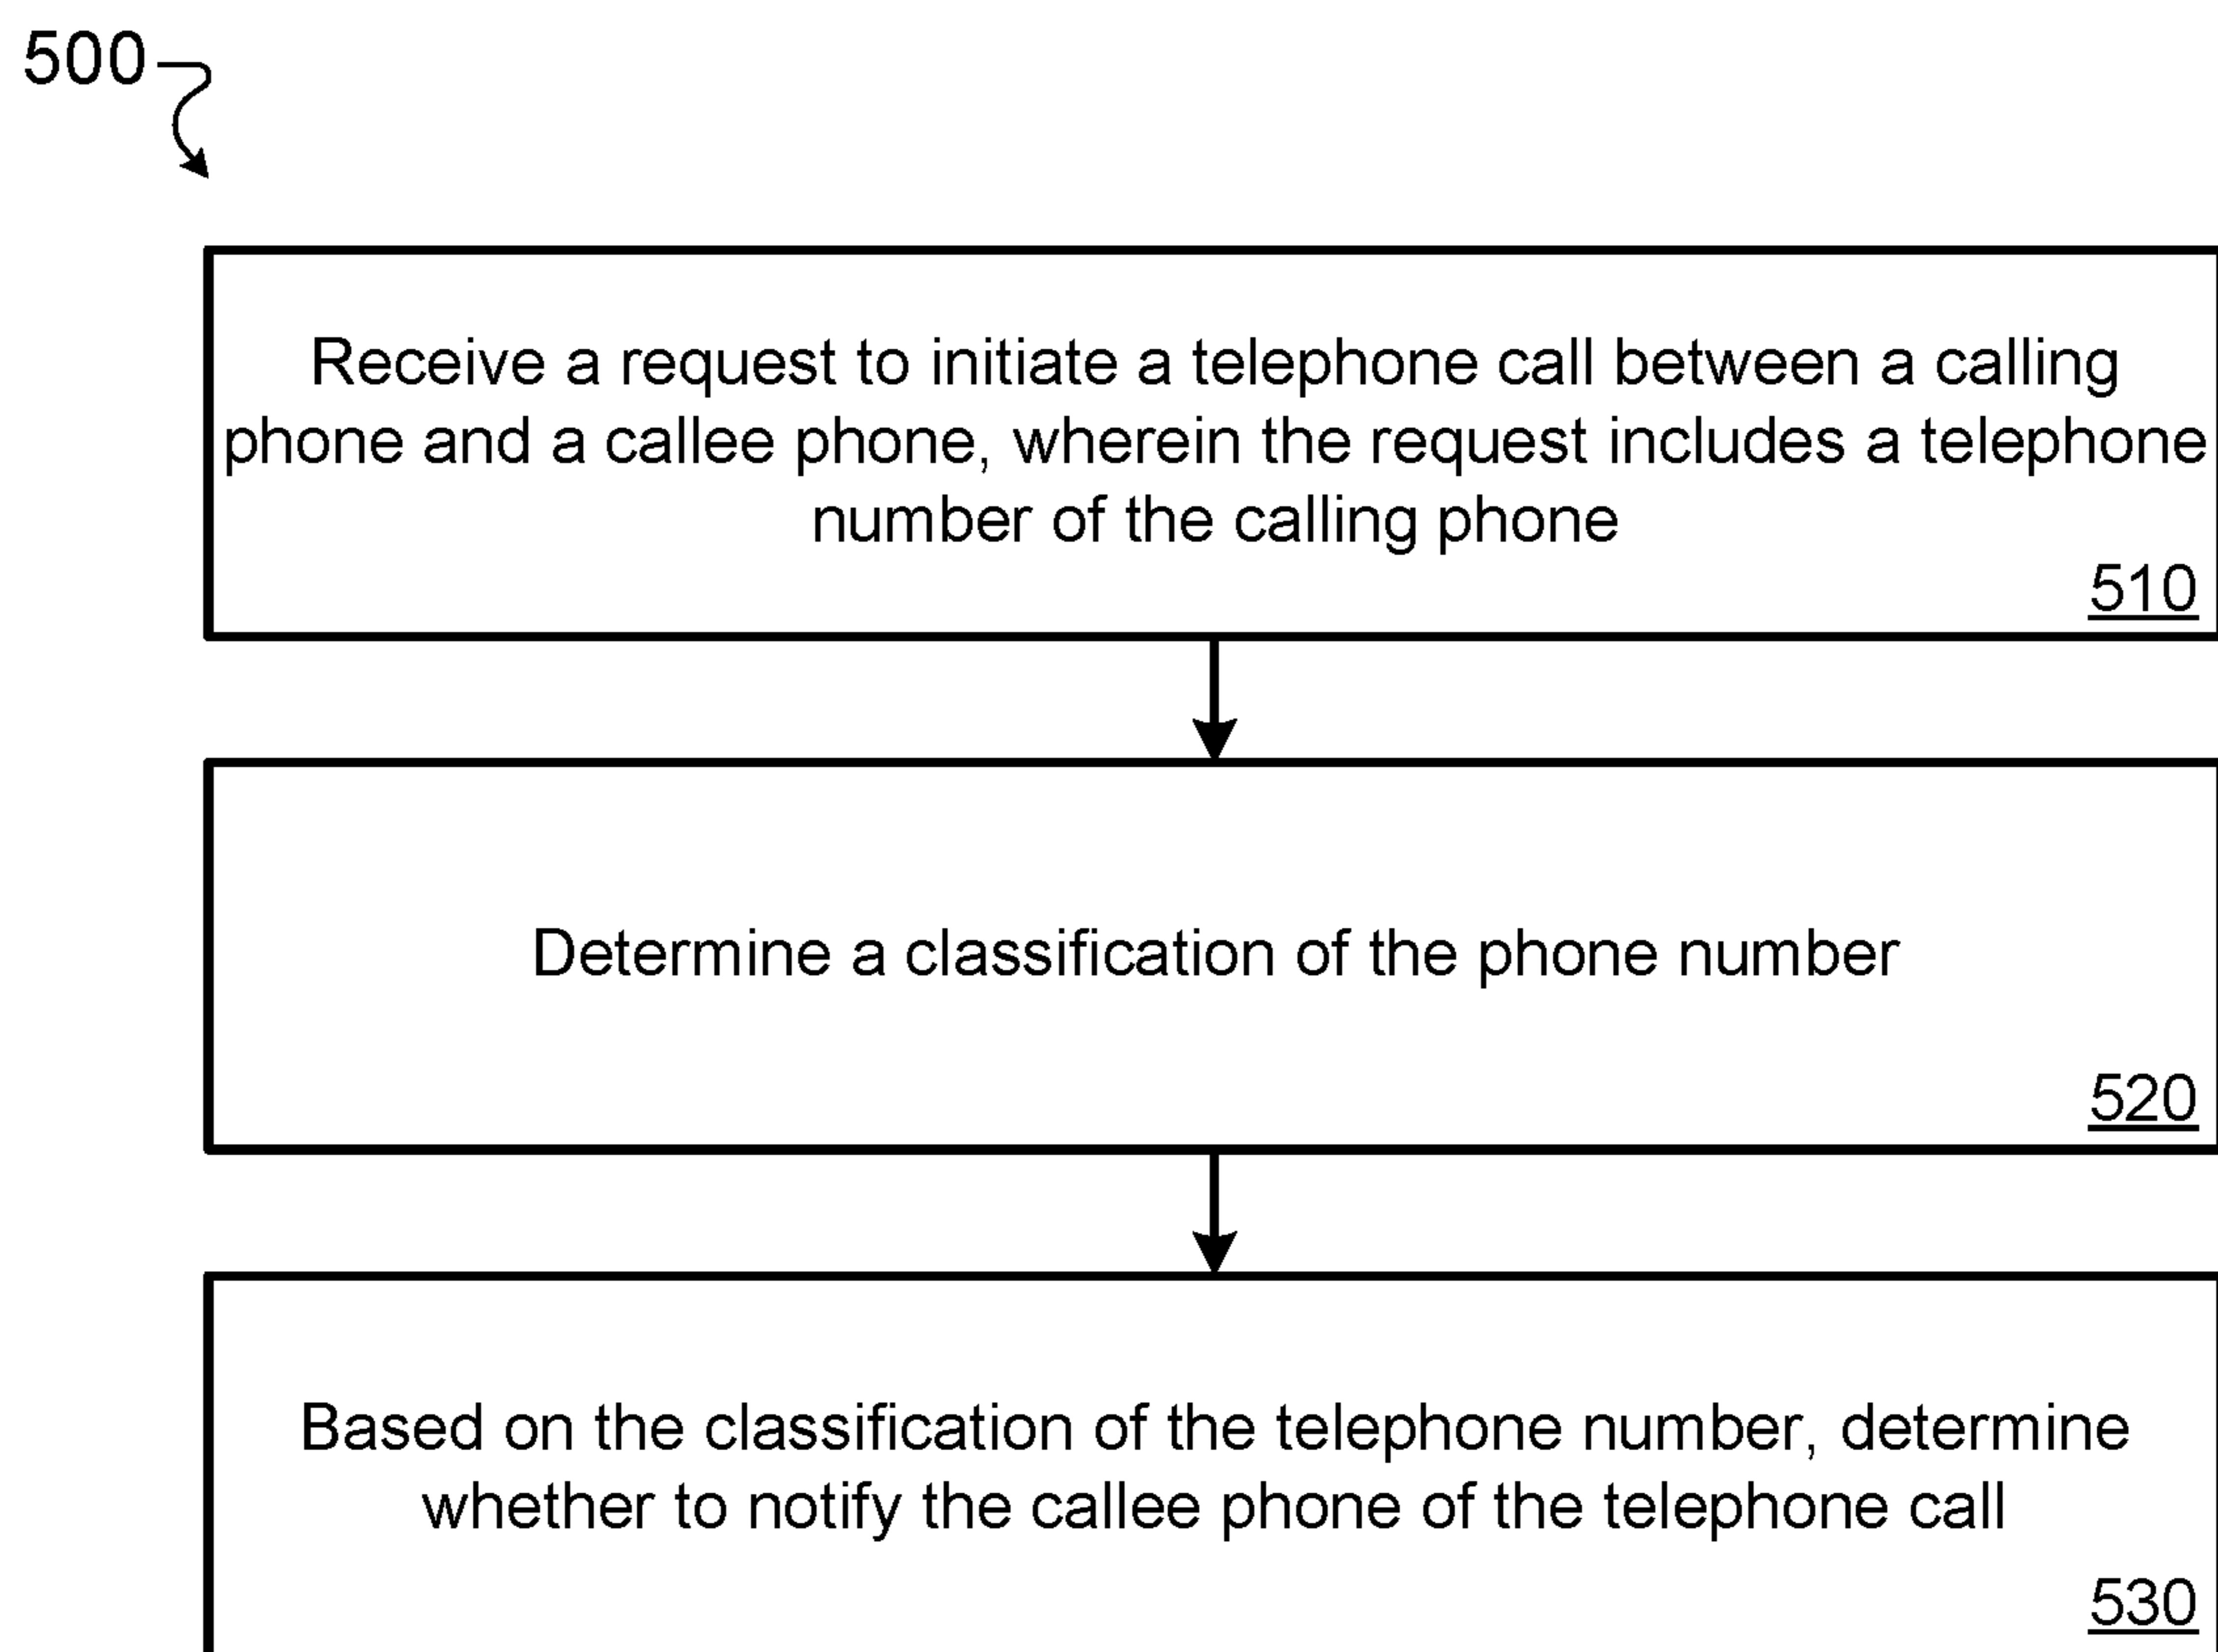 500
Receive a request to initiate a telephone call between a calling
phone and a callee phone, wherein the request includes a telephone
number of the calling phone
510
Determine a classification of the phone number
520
Based on the classification of the telephone number, determine
whether to notify the callee phone of the telephone call
530